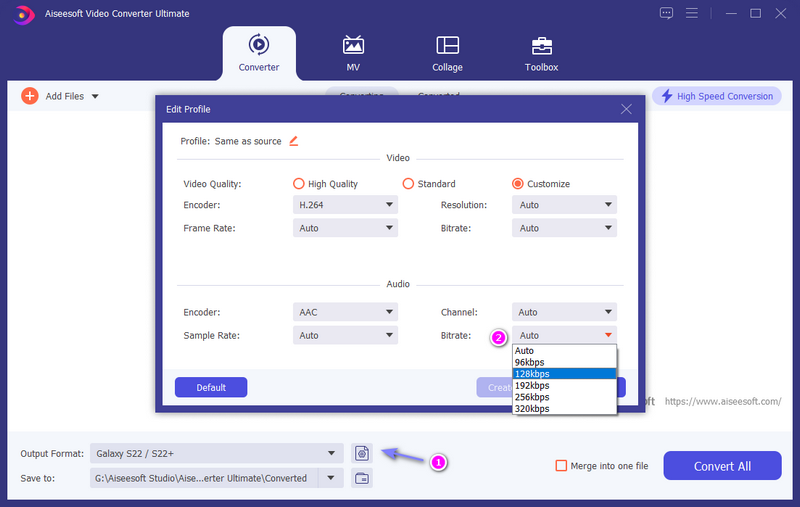 Aiseesoft Video Converter Ultimate
Converter
MV
Collage
Toolbox
Add Files
Converting
Converted
High Speed Conversion
Edit Profile
Profile: Same as source
Video
Video Quality:
High Quality
Standard
Customize
Encoder:
H.264
Resolution:
Auto
Frame Rate:
Auto
Bitrate:
Auto
Audio
Encoder:
AAC
Channel:
Auto
Sample Rate:
Auto
2
Bitrate:
Auto
Auto
96kbps
128kbps
192kbps
256kbps
320kbps
Default
Create
https://www.aiseesoft.com/
Output Format:
Galaxy S22 / S22+
1
Save to:
G:\Aiseesoft Studio\Aise...erter Ultimate\Converted
Merge into one file
Convert All